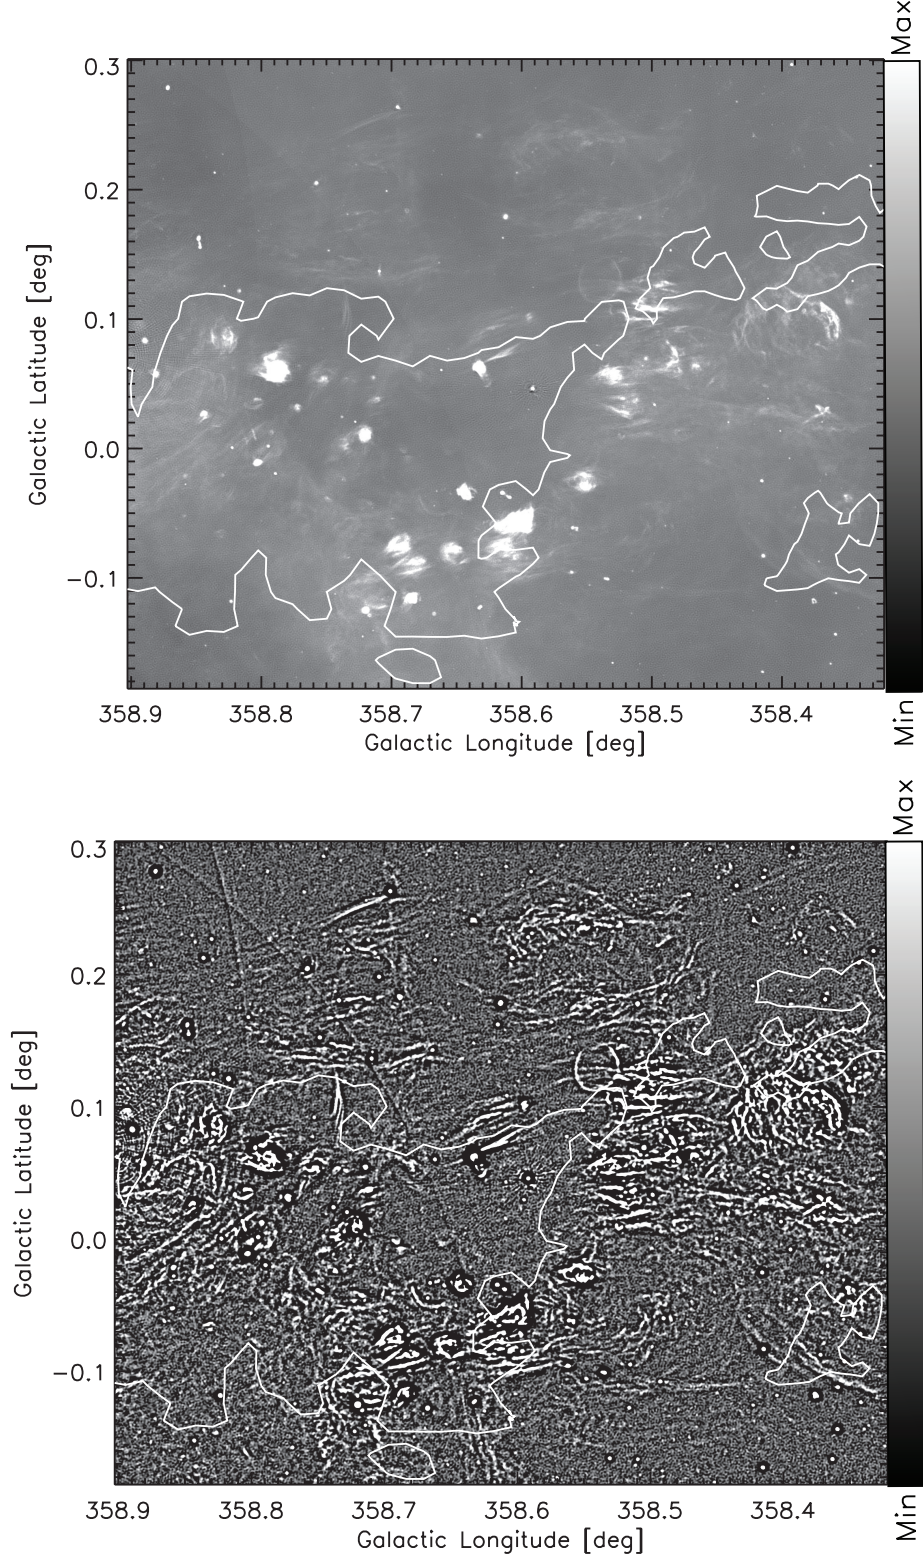 Max
0.3
0.2
0.1
0.0
−0.1
Galactic Latitude [deg]
358.9 358.8 358.7 358.6 358.5 358.4
Galactic Longitude [deg]
Min
Max
0.3
0.2
0.1
0.0
−0.1
Galactic Latitude [deg]
358.9 358.8 358.7 358.6 358.5 358.4
Galactic Longitude [deg]
Min